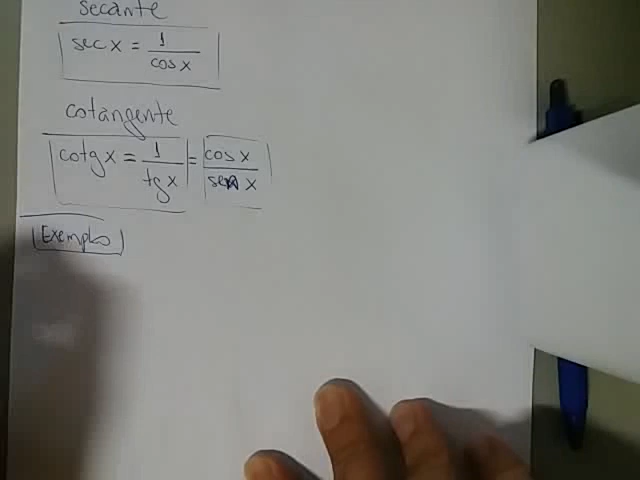 secante
sec x = 1/cos x
cotangente
cotg x = 1/tg x = cos x/sen x
Exemplo